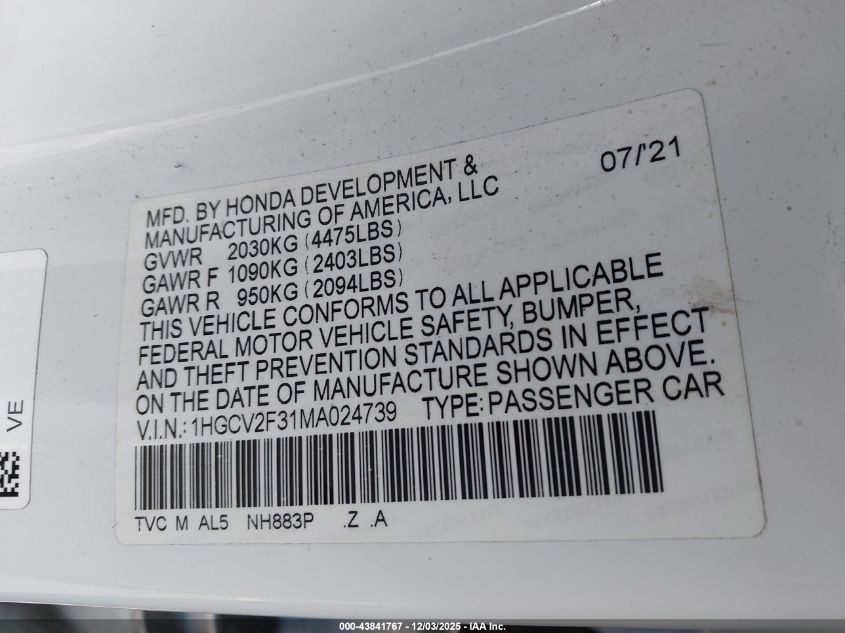 07/'21
MFD. BY HONDA DEVELOPMENT &
MANUFACTURING OF AMERICA, LLC
GVWR 2030KG (4475LBS)
GAWR F 1090KG (2403LBS)
GAWR R 950KG (2094LBS)
THIS VEHICLE CONFORMS TO ALL APPLICABLE
FEDERAL MOTOR VEHICLE SAFETY, BUMPER,
AND THEFT PREVENTION STANDARDS IN EFFECT
ON THE DATE OF MANUFACTURE SHOWN ABOVE.
V.I.N.: 1HGCV2F31MA024739 TYPE: PASSENGER CAR
TVC M AL5 NH883P .Z .A
VE
000-43841767 - 12/03/2025 - IAA Inc.